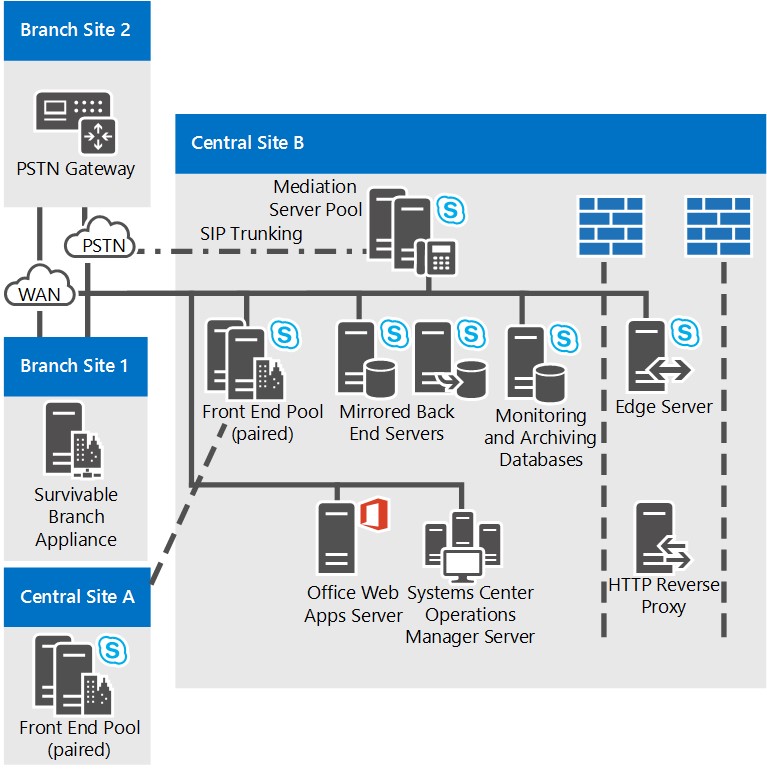 Branch Site 2
PSTN Gateway
PSTN
WAN
Branch Site 1
Survivable
Branch
Appliance
Central Site A
Front End Pool
(paired)
Central Site B
Mediation
Server Pool
SIP Trunking
Front End Pool
(paired)
Mirrored Back
End Servers
Monitoring
and Archiving
Databases
Edge Server
Office Web
Apps Server
Systems Center
Operations
Manager Server
HTTP Reverse
Proxy